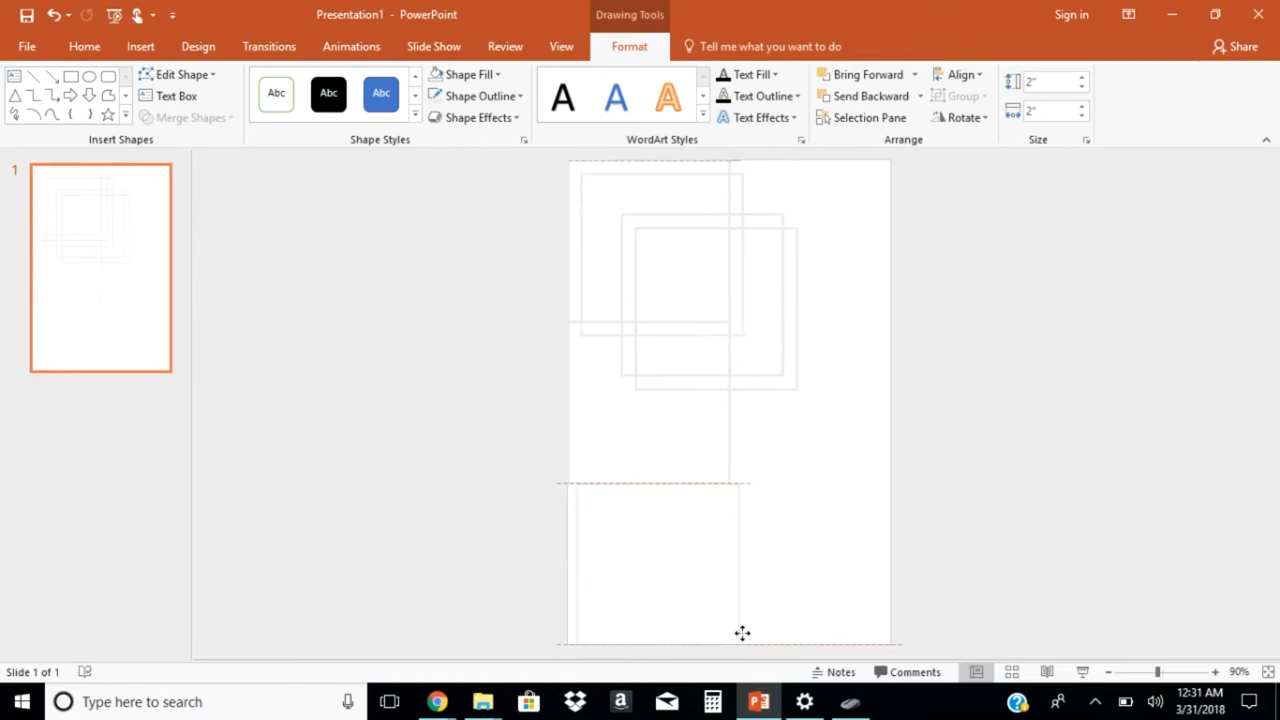 Presentation1 - PowerPoint
Drawing Tools
Sign in
File
Home
Insert
Design
Transitions
Animations
Slide Show
Review
View
Format
Tell me what you want to do
Share
Edit Shape
Text Box
Merge Shapes
Insert Shapes
Abc
Abc
Abc
Shape Fill
Shape Outline
Shape Effects
Shape Styles
A
A
A
Text Fill
Text Outline
Text Effects
WordArt Styles
Bring Forward
Send Backward
Selection Pane
Align
Group
Rotate
Arrange
2"
2"
Size
1
Slide 1 of 1
Notes
Comments
90%
Type here to search
12:31 AM
3/31/2018